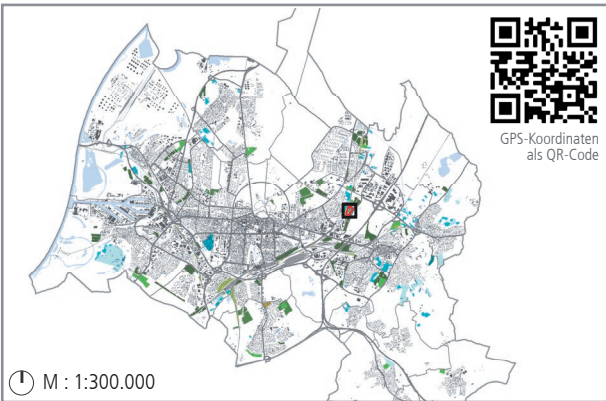 GPS-Koordinaten
als QR-Code
M : 1:300.000